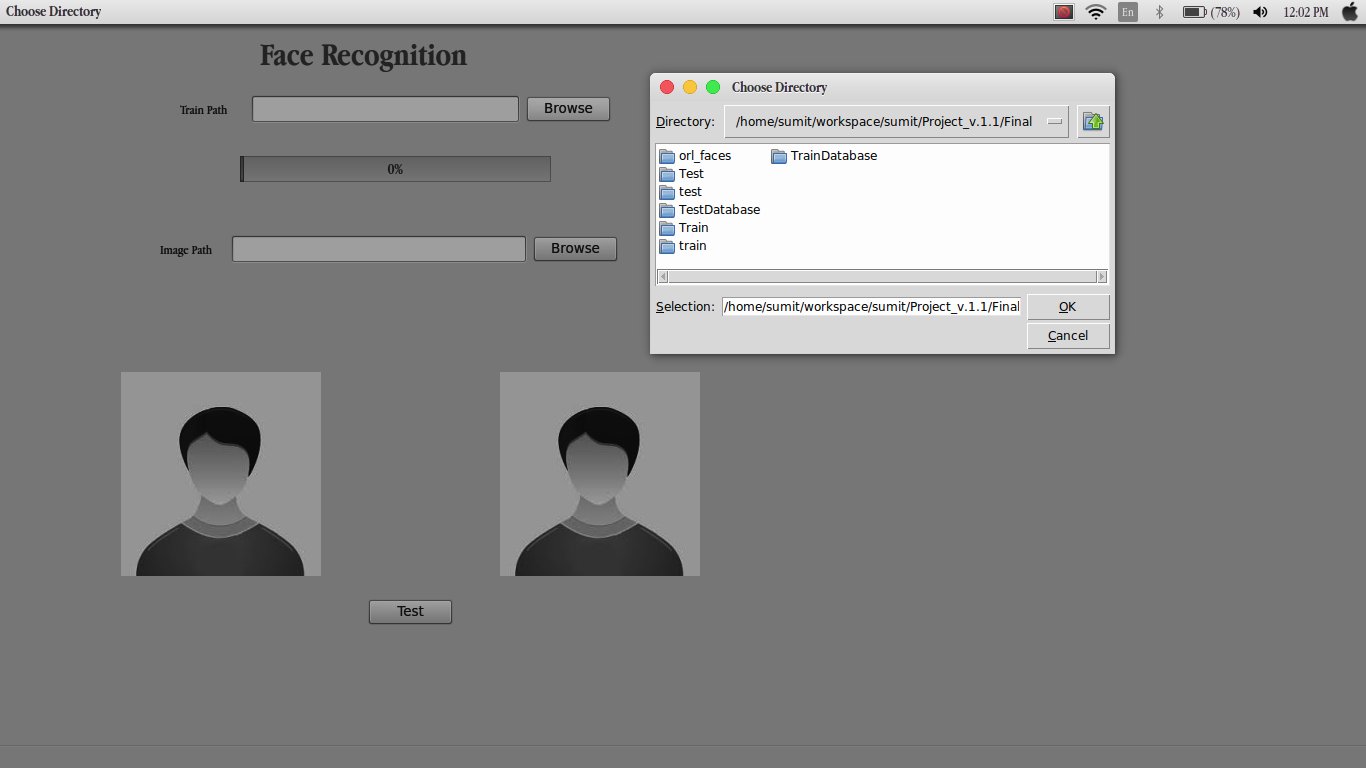 Choose Directory
En
(78%)
12:02 PM
Face Recognition
Train Path
Browse
0%
Image Path
Browse
Choose Directory
Directory:
/home/sumit/workspace/sumit/Project_v.1.1/Final
orl_faces
TrainDatabase
Test
test
TestDatabase
Train
train
Selection:
/home/sumit/workspace/sumit/Project_v.1.1/Final
OK
Cancel
Test